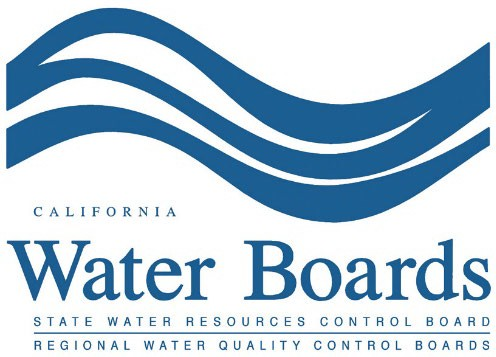 CALIFORNIA
Water Boards
STATE WATER RESOURCES CONTROL BOARD
REGIONAL WATER QUALITY CONTROL BOARDS